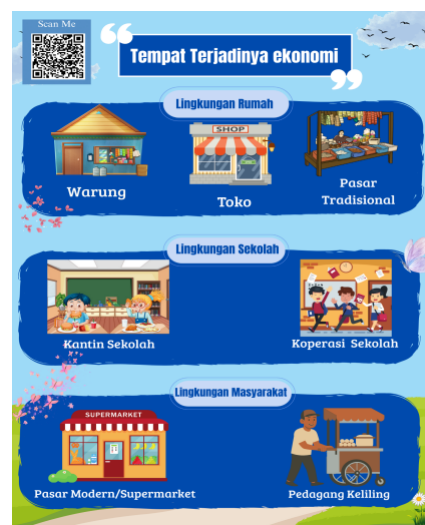 Scan Me
Tempat Terjadinya ekonomi
Lingkungan Rumah
SHOP
Warung
Toko
Pasar
Tradisional
Lingkungan Sekolah
Kantin Sekolah
Koperasi Sekolah
Lingkungan Masyarakat
SUPERMARKET
Pasar Modern/Supermarket
Pedagang Keliling